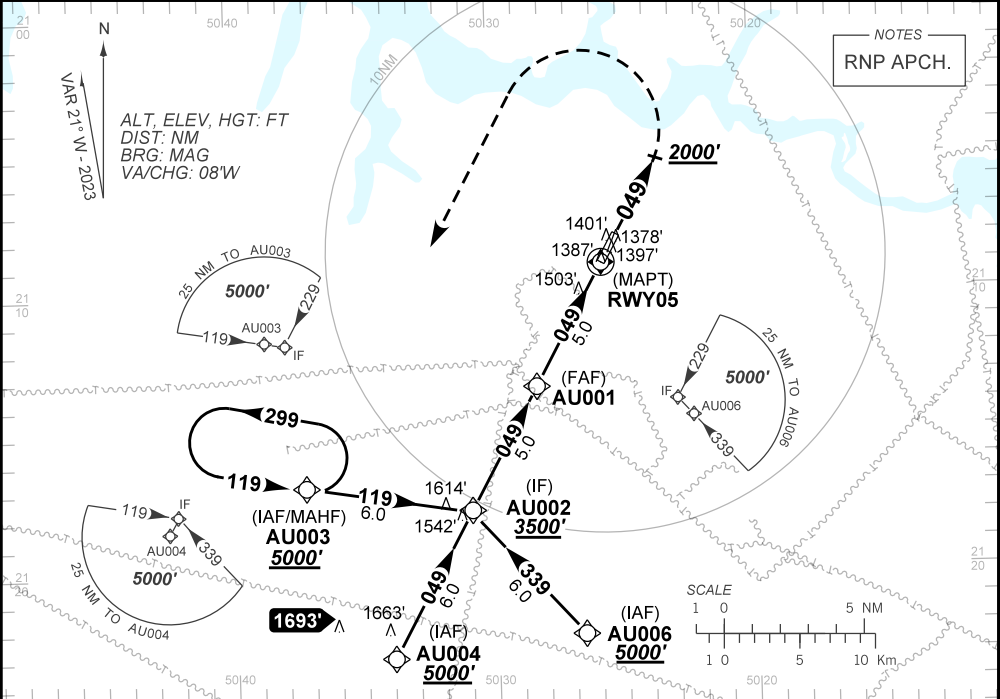 50 40
50 30
50 20
21 00
N
VAR 21° W - 2023
ALT, ELEV, HGT: FT
DIST: NM
BRG: MAG
VA/CHG: 08'W
10NM
NOTES
RNP APCH.
2000'
049
1401'
1378'
1387'
1397'
(MAPT)
RWY05
1503'
049
5.0
25 NM TO AU003
5000'
229
119
AU003
IF
21 10
21 10
(FAF)
AU001
049
5.0
229
5000'
25 NM TO AU006
IF
AU006
339
299
119
(IAF/MAHF)
AU003
5000'
119
6.0
1614'
1542'
(IF)
AU002
3500'
119
IF
AU004
339
5000'
25 NM TO AU004
049
6.0
339
6.0
21 20
21 20
1693'
1663'
(IAF)
AU004
5000'
(IAF)
AU006
5000'
SCALE
1 0 5 NM
1 0 5 10 Km
50 40
50 30
50 20